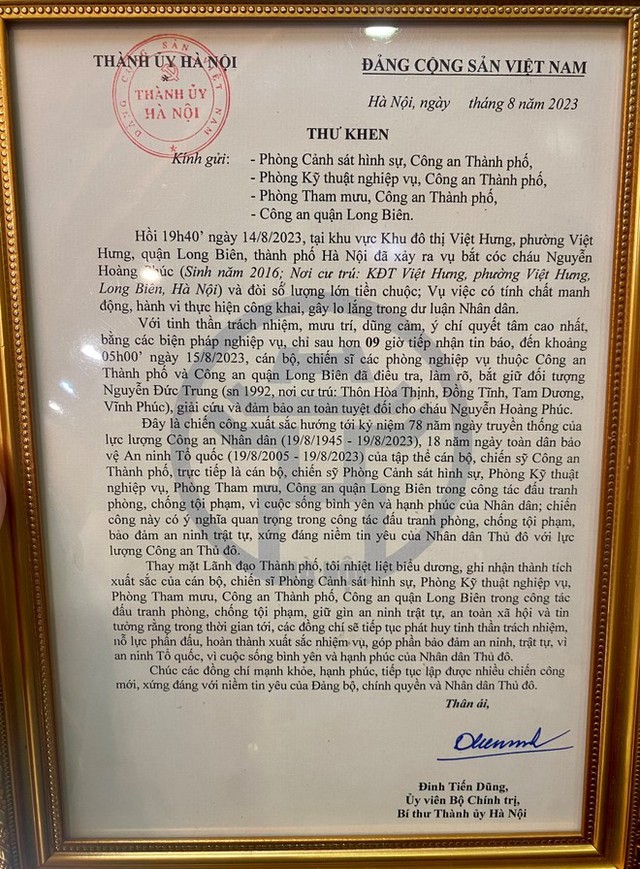 THÀNH ỦY HÀ NỘI
*
ĐẢNG CỘNG SẢN VIỆT NAM
ĐẢNG CỘNG SẢN VIỆT NAM
THÀNH ỦY
HÀ NỘI
Hà Nội, ngày tháng 8 năm 2023
THƯ KHEN
Kính gửi: - Phòng Cảnh sát hình sự, Công an Thành phố,
- Phòng Kỹ thuật nghiệp vụ, Công an Thành phố,
- Phòng Tham mưu, Công an Thành phố,
- Công an quận Long Biên.
Hồi 19h40' ngày 14/8/2023, tại khu vực Khu đô thị Việt Hưng, phường Việt
Hưng, quận Long Biên, thành phố Hà Nội đã xảy ra vụ bắt cóc cháu Nguyễn
Hoàng Phúc (Sinh năm 2016; Nơi cư trú: KĐT Việt Hưng, phường Việt Hưng,
Long Biên, Hà Nội) và đòi số lượng lớn tiền chuộc; Vụ việc có tính chất manh
động, hành vi thực hiện công khai, gây lo lắng trong dư luận Nhân dân.
Với tinh thần trách nhiệm, mưu trí, dũng cảm, ý chí quyết tâm cao nhất,
bằng các biện pháp nghiệp vụ, chỉ sau hơn 09 giờ tiếp nhận tin báo, đến khoảng
05h00' ngày 15/8/2023, cán bộ, chiến sĩ các phòng nghiệp vụ thuộc Công an
Thành phố và Công an quận Long Biên đã điều tra, làm rõ, bắt giữ đối tượng
Nguyễn Đức Trung (sn 1992, nơi cư trú: Thôn Hòa Thịnh, Đồng Tĩnh, Tam Dương,
Vĩnh Phúc), giải cứu và đảm bảo an toàn tuyệt đối cho cháu Nguyễn Hoàng Phúc.
Đây là chiến công xuất sắc hướng tới kỷ niệm 78 năm ngày truyền thống của
lực lượng Công an Nhân dân (19/8/1945 - 19/8/2023), 18 năm ngày toàn dân bảo
vệ An ninh Tổ quốc (19/8/2005 - 19/8/2023) của tập thể cán bộ, chiến sỹ Công an
Thành phố, trực tiếp là cán bộ, chiến sỹ Phòng Cảnh sát hình sự, Phòng Kỹ thuật
nghiệp vụ, Phòng Tham mưu, Công an quận Long Biên trong công tác đấu tranh
phòng, chống tội phạm, vì cuộc sống bình yên và hạnh phúc của Nhân dân; chiến
công này có ý nghĩa quan trọng trong công tác đấu tranh phòng, chống tội phạm,
bảo đảm an ninh trật tự, xứng đáng niềm tin yêu của Nhân dân Thủ đô với lực
lượng Công an Thủ đô.
Thay mặt Lãnh đạo Thành phố, tôi nhiệt liệt biểu dương, ghi nhận thành tích
xuất sắc của cán bộ, chiến sĩ Phòng Cảnh sát hình sự, Phòng Kỹ thuật nghiệp vụ,
Phòng Tham mưu, Công an Thành Phố, Công an quận Long Biên trong công tác
đấu tranh phòng, chống tội phạm, giữ gìn an ninh trật tự, an toàn xã hội và tin
tưởng rằng trong thời gian tới, các đồng chí sẽ tiếp tục phát huy tinh thần trách nhiệm,
nỗ lực phấn đấu, hoàn thành xuất sắc nhiệm vụ, góp phần bảo đảm an ninh, trật tự, vì
an ninh Tổ quốc, vì cuộc sống bình yên và hạnh phúc của Nhân dân Thủ đô.
Chúc các đồng chí mạnh khỏe, hạnh phúc, tiếp tục lập được nhiều chiến công
mới, xứng đáng với niềm tin yêu của Đảng bộ, chính quyền và Nhân dân Thủ đô.
Thân ái,
Đinh Tiến Dũng,
Ủy viên Bộ Chính trị,
Bí thư Thành ủy Hà Nội